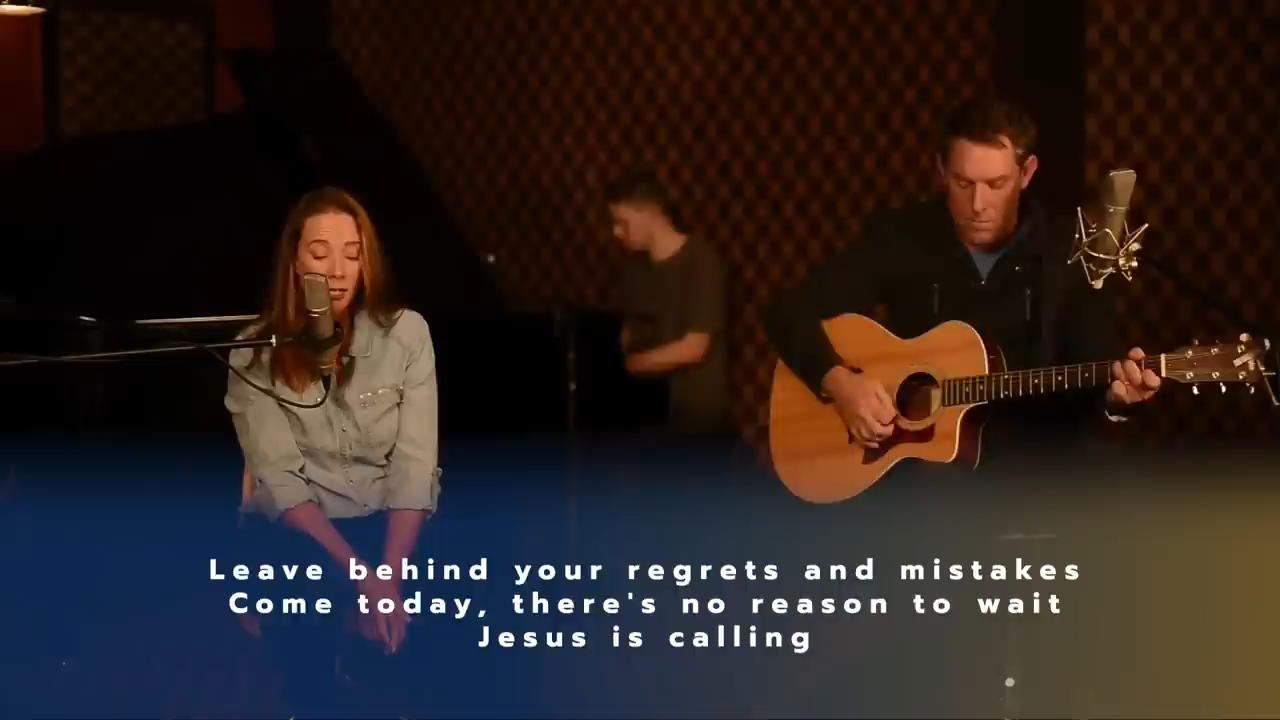 Leave behind your regrets and mistakes
Come today, there's no reason to wait
Jesus is calling